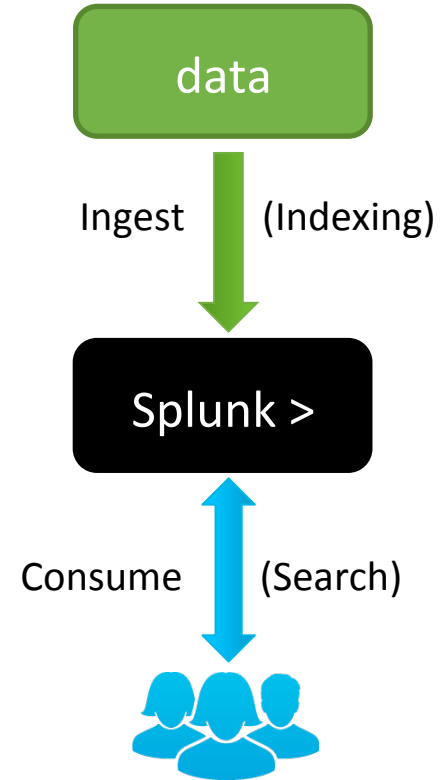 data
Ingest (Indexing)
Splunk >
Consume (Search)